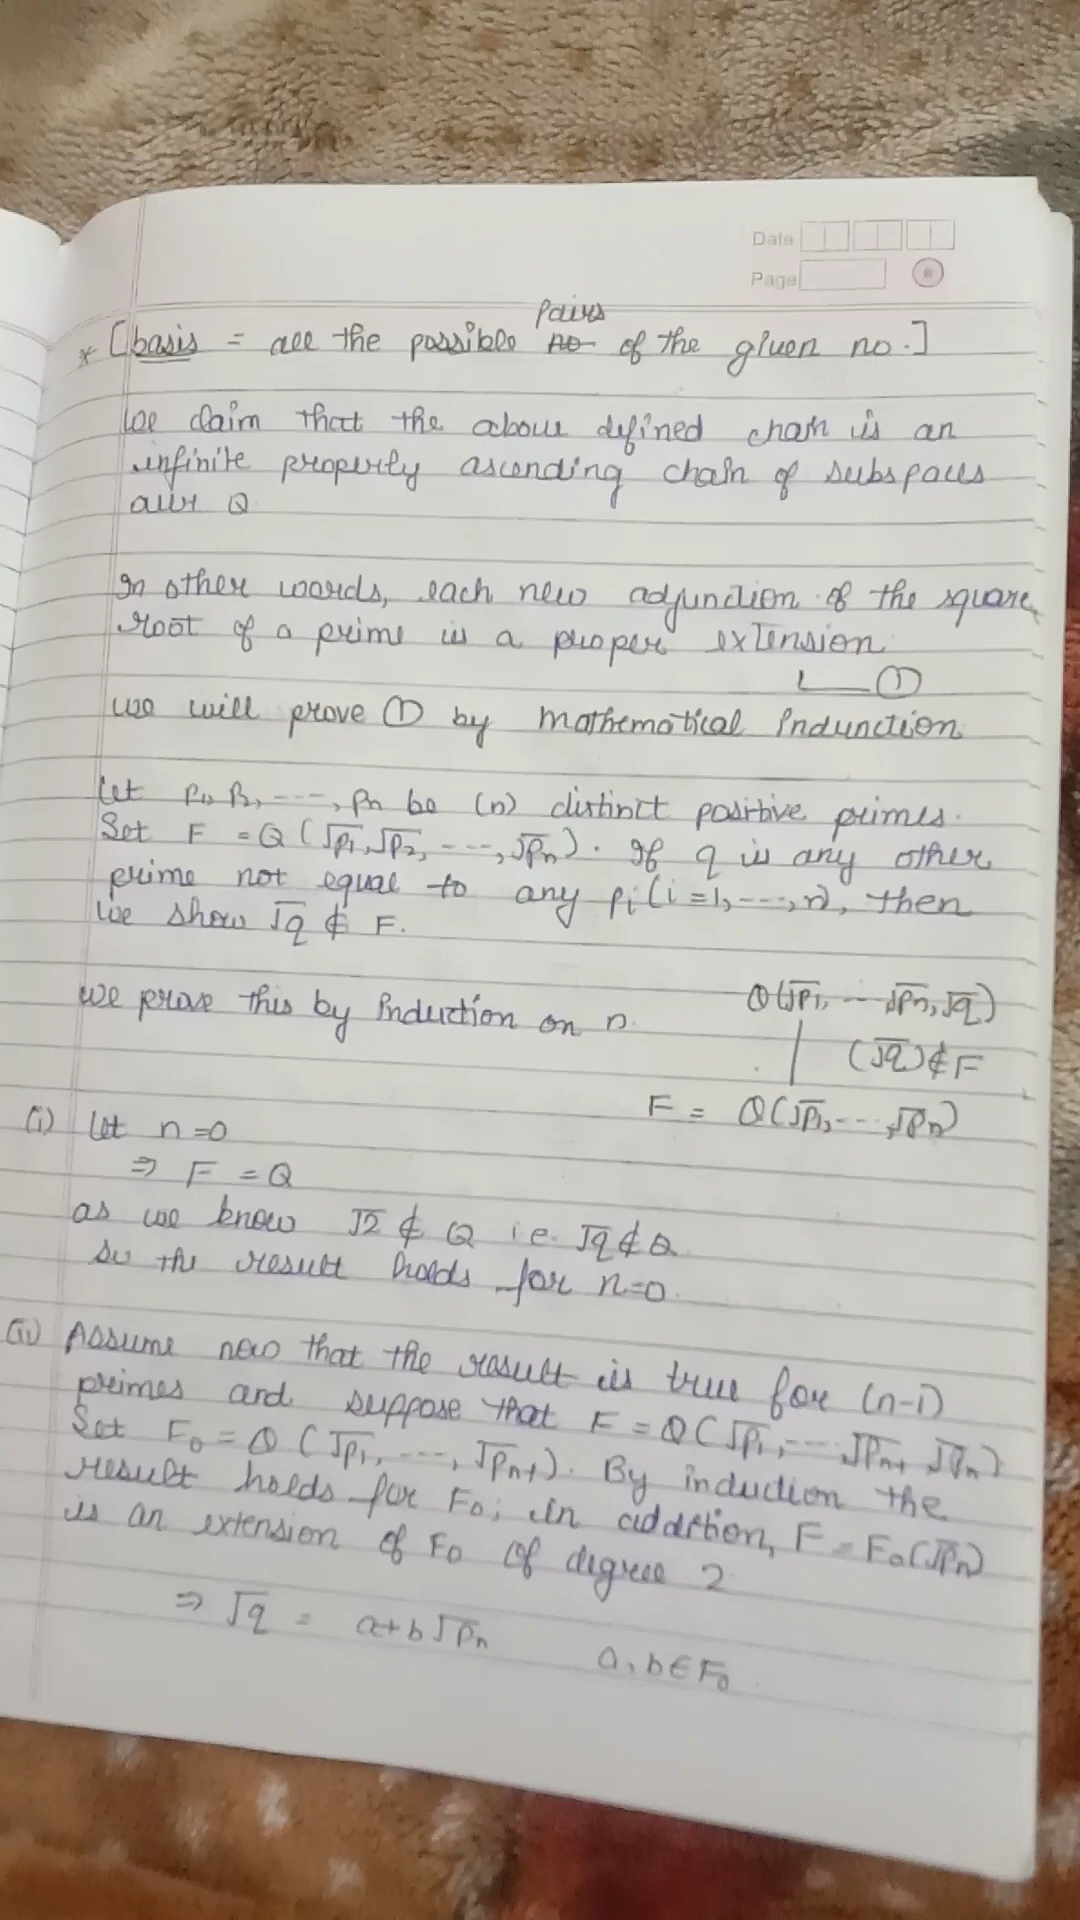 Date
Page
pairs
* [basis = all the possible no of the given no.]
We claim that the above defined chain is an
infinite properly ascending chain of subspaces
over Q.
In other words, each new adjunction of the square
root of a prime is a proper extension
①
we will prove ① by Mathematical Indunction
Let p₁, p₂, ----, pn be (n) distinct positive primes.
Set F = Q(√p₁, √p₂, ----, √pn). If q is any other
prime not equal to any pi (i=1,---,n), then
we show √q ∉ F.
We prove this by Induction on n.
Q(√p₁, --- √pn, √q)
(√q) ∉ F
F = Q(√p₁, ---, √pn)
(i) Let n=0
⇒ F = Q
as we know √2 ∉ Q i.e. √q ∉ Q
so the result holds for n=0.
(ii) Assume now that the result is true for (n-1)
primes and suppose that F = Q(√p₁, --- √pn-1, √pn)
Set F₀ = Q(√p₁, ---, √pn-1). By induction the
result holds for F₀; in addition, F = F₀(√pn)
is an extension of F₀ of degree 2
⇒ √q = a+b√pn a, b ∈ F₀.